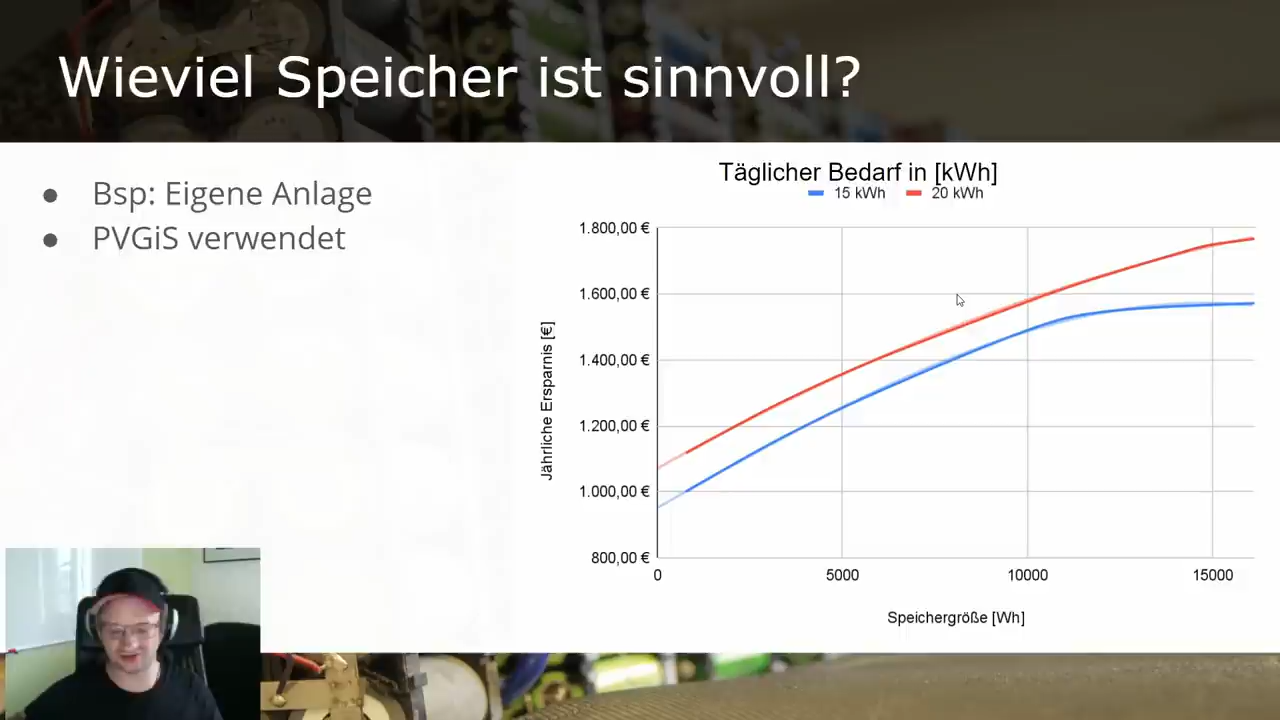 Wieviel Speicher ist sinnvoll?
● Bsp: Eigene Anlage
● PVGiS verwendet
Täglicher Bedarf in [kWh]
15 kWh 20 kWh
1.800,00 €
1.600,00 €
1.400,00 €
1.200,00 €
1.000,00 €
800,00 €
Jährliche Ersparnis [€]
0 5000 10000 15000
Speichergröße [Wh]